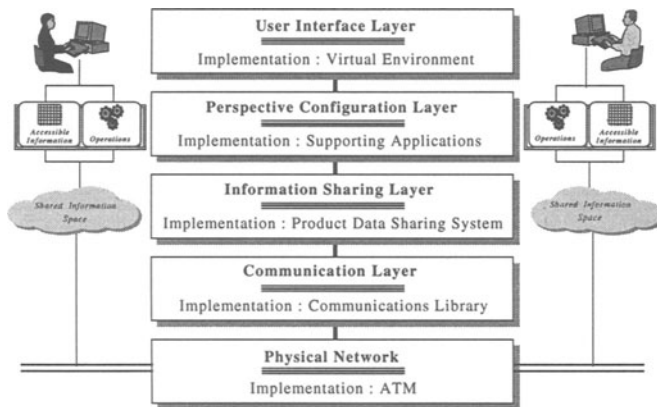 User Interface Layer
Implementation : Virtual Environment
Perspective Configuration Layer
Implementation : Supporting Applications
Information Sharing Layer
Implementation : Product Data Sharing System
Communication Layer
Implementation : Communications Library
Physical Network
Implementation : ATM
Accessible
Information
Operations
Shared Information
Space
Operations
Accessible
Information
Shared Information
Space